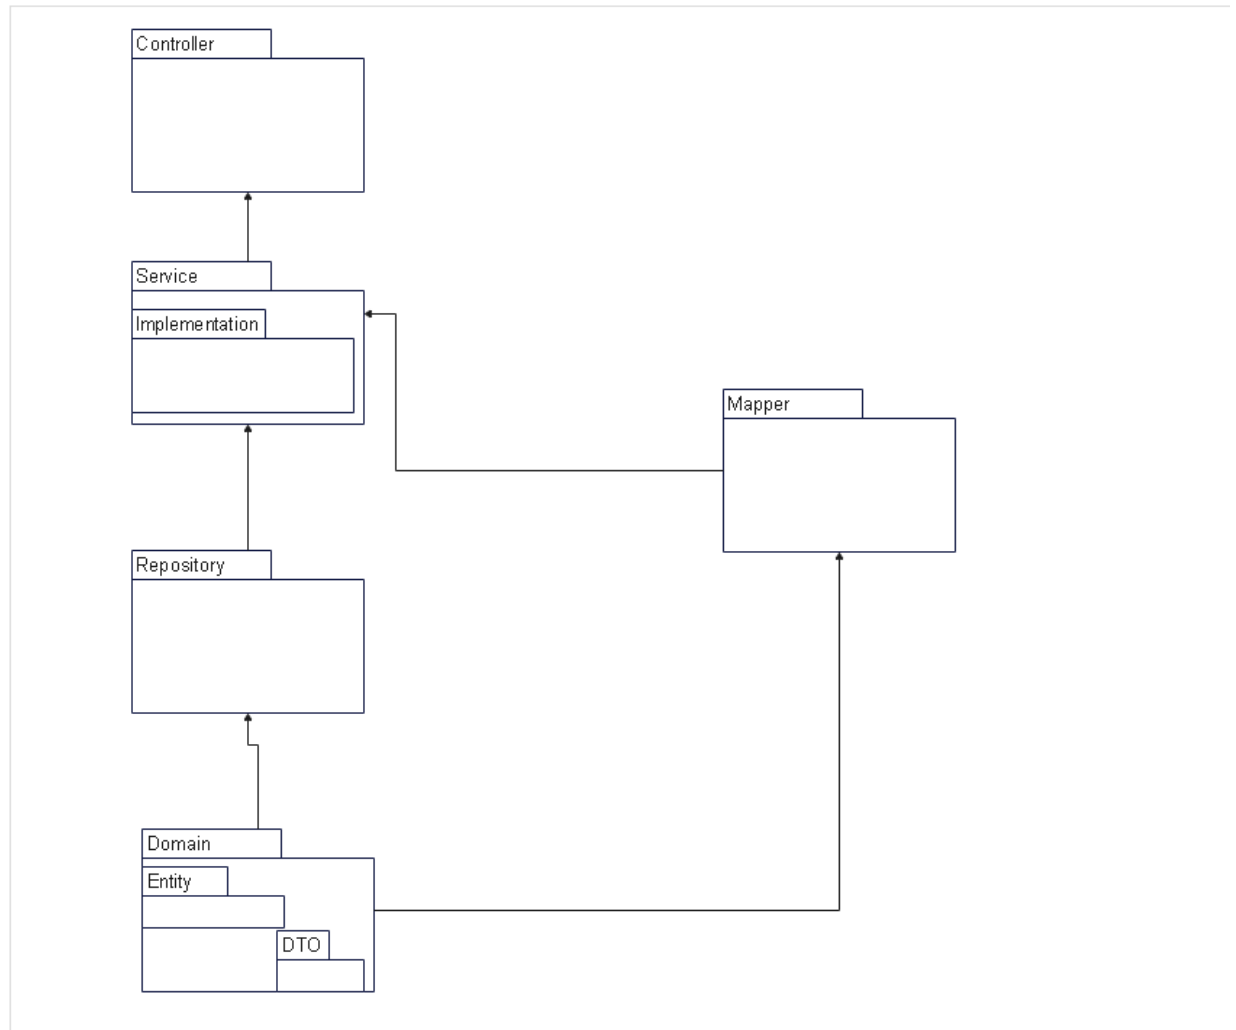 Controller
Service
Implementation
Mapper
Repository
Domain
Entity
DTO